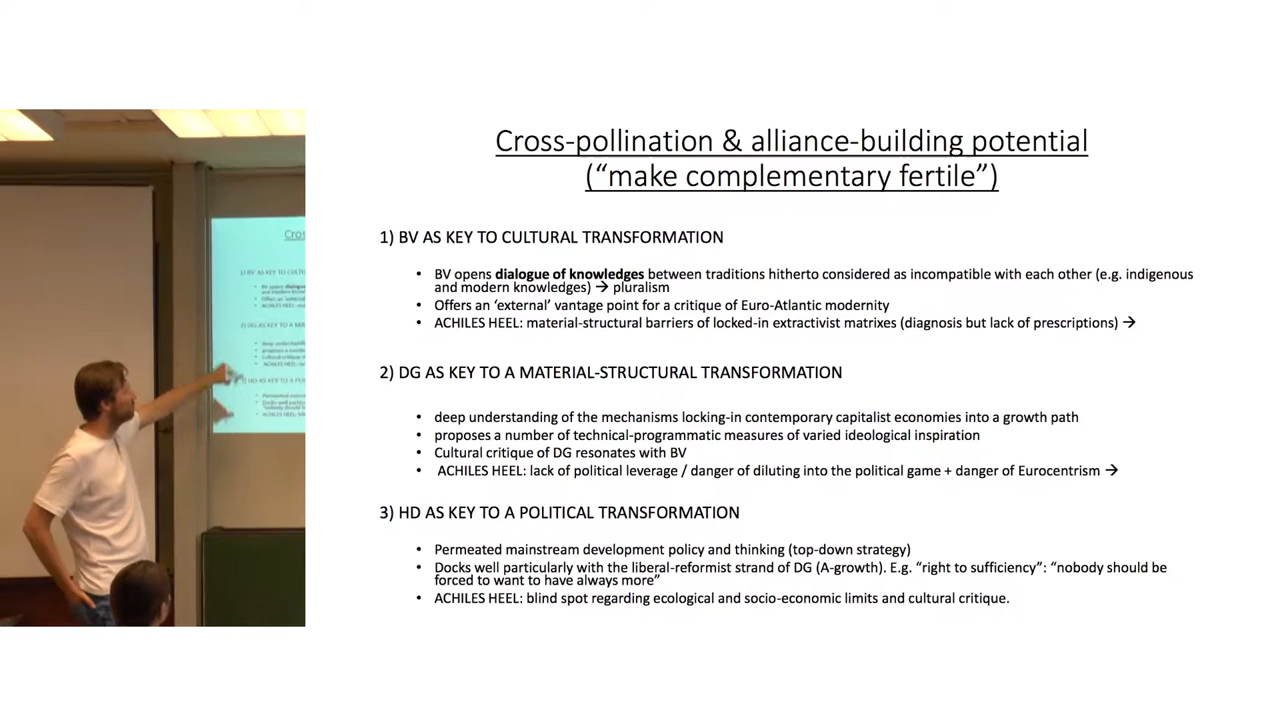 Cross-pollination & alliance-building potential
(“make complementary fertile”)
1) BV AS KEY TO CULTURAL TRANSFORMATION
• BV opens dialogue of knowledges between traditions hitherto considered as incompatible with each other (e.g. indigenous
and modern knowledges) → pluralism
• Offers an ‘external’ vantage point for a critique of Euro-Atlantic modernity
• ACHILES HEEL: material-structural barriers of locked-in extractivist matrixes (diagnosis but lack of prescriptions) →
2) DG AS KEY TO A MATERIAL-STRUCTURAL TRANSFORMATION
• deep understanding of the mechanisms locking-in contemporary capitalist economies into a growth path
• proposes a number of technical-programmatic measures of varied ideological inspiration
• Cultural critique of DG resonates with BV
• ACHILES HEEL: lack of political leverage / danger of diluting into the political game + danger of Eurocentrism →
3) HD AS KEY TO A POLITICAL TRANSFORMATION
• Permeated mainstream development policy and thinking (top-down strategy)
• Docks well particularly with the liberal-reformist strand of DG (A-growth). E.g. “right to sufficiency”: “nobody should be
forced to want to have always more”
• ACHILES HEEL: blind spot regarding ecological and socio-economic limits and cultural critique.